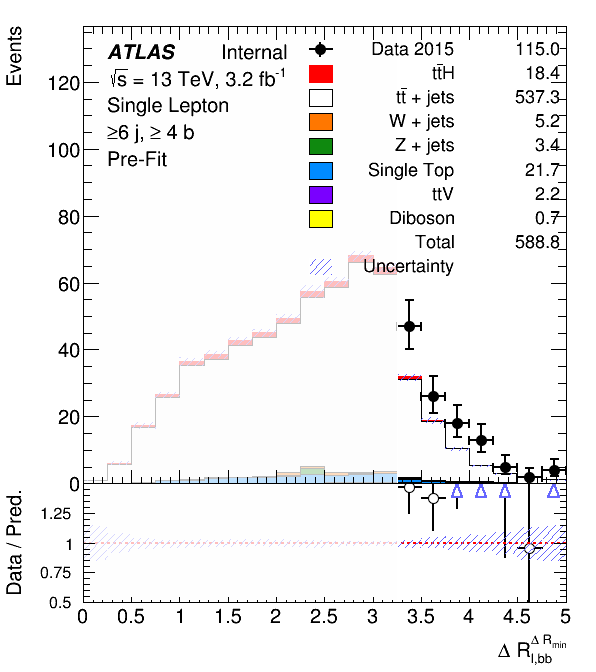 Events
ATLAS Internal
√s = 13 TeV, 3.2 fb⁻¹
Single Lepton
≥6 j, ≥ 4 b
Pre-Fit
Data 2015 115.0
tt̄H 18.4
tt̄ + jets 537.3
W + jets 5.2
Z + jets 3.4
Single Top 21.7
ttV 2.2
Diboson 0.7
Total 588.8
Uncertainty
120
100
80
60
40
20
0
Data / Pred.
1.25
1
0.75
0.5
0 0.5 1 1.5 2 2.5 3 3.5 4 4.5 5
Δ R_{l,bb}^{Δ R_{min}}